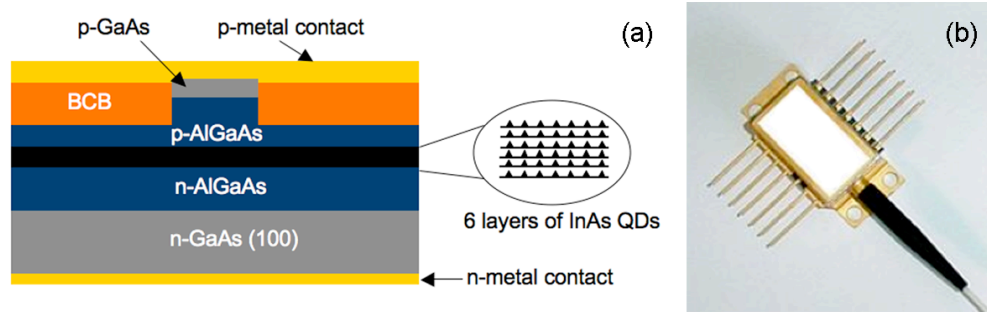 p-GaAs
p-metal contact
(a)
(b)
BCB
p-AlGaAs
n-AlGaAs
6 layers of InAs QDs
n-GaAs (100)
n-metal contact